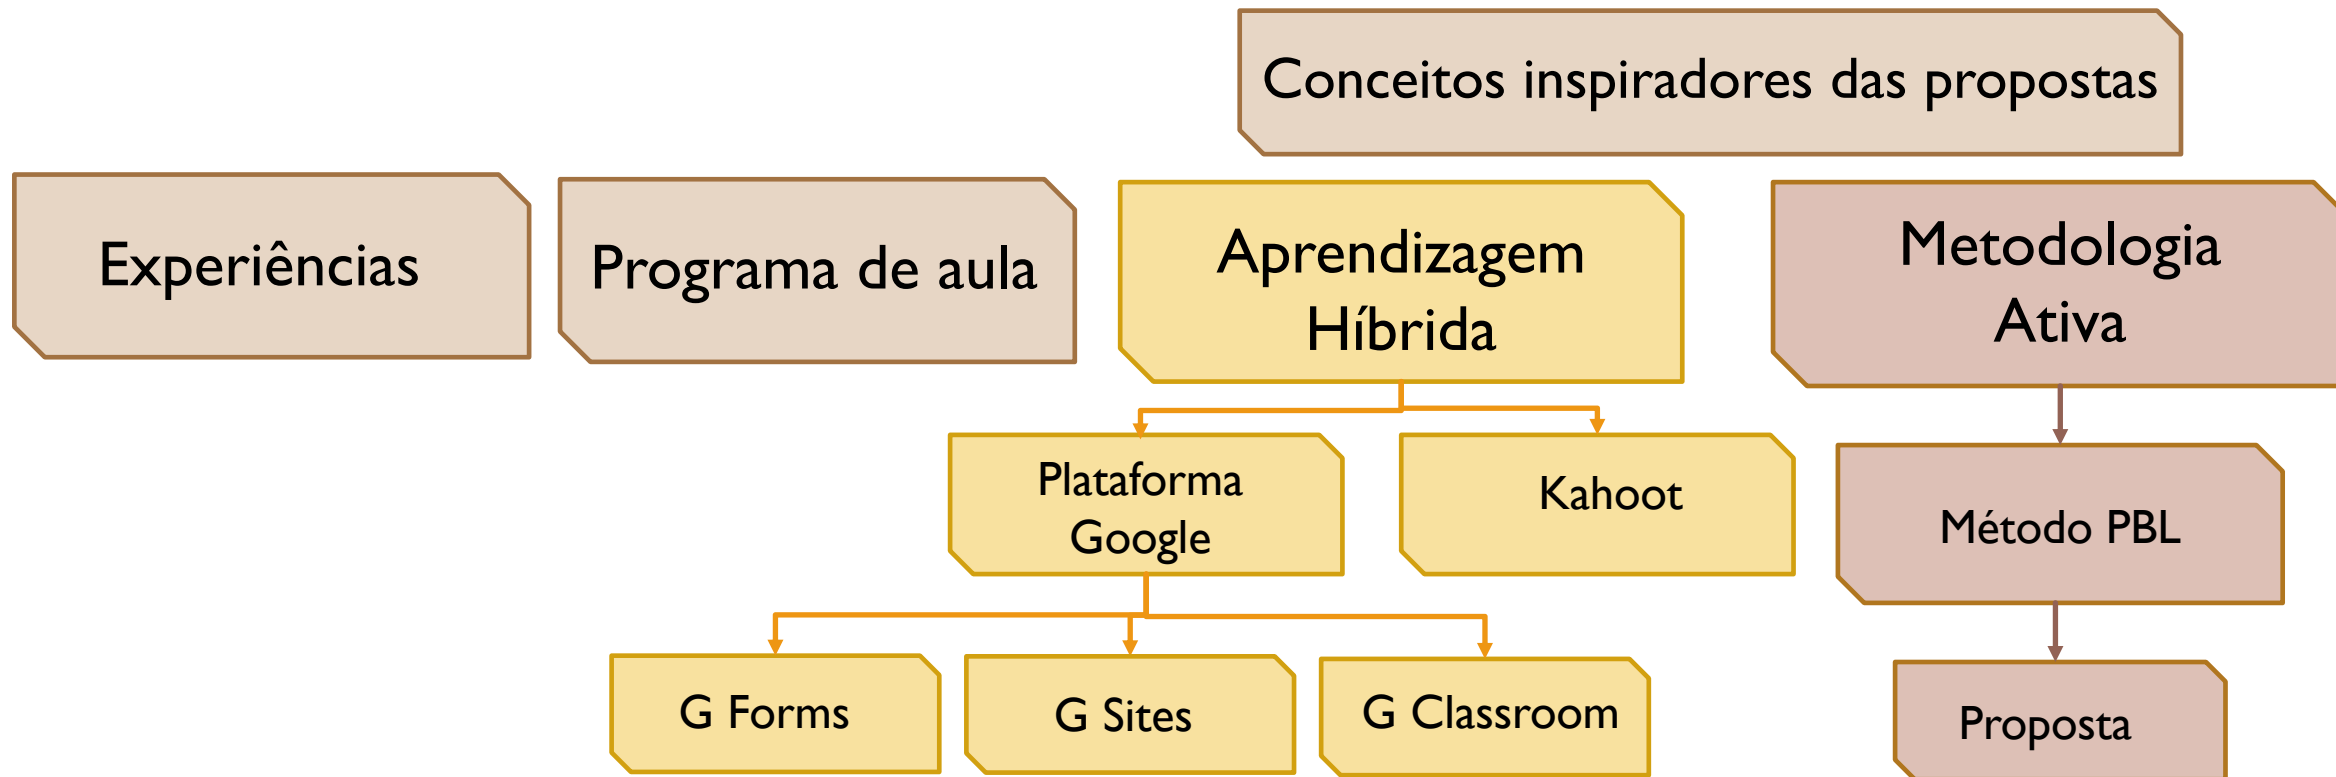 Conceitos inspiradores das propostas
Experiências
Programa de aula
Aprendizagem
Híbrida
Metodologia
Ativa
Plataforma
Google
Kahoot
Método PBL
G Forms
G Sites
G Classroom
Proposta